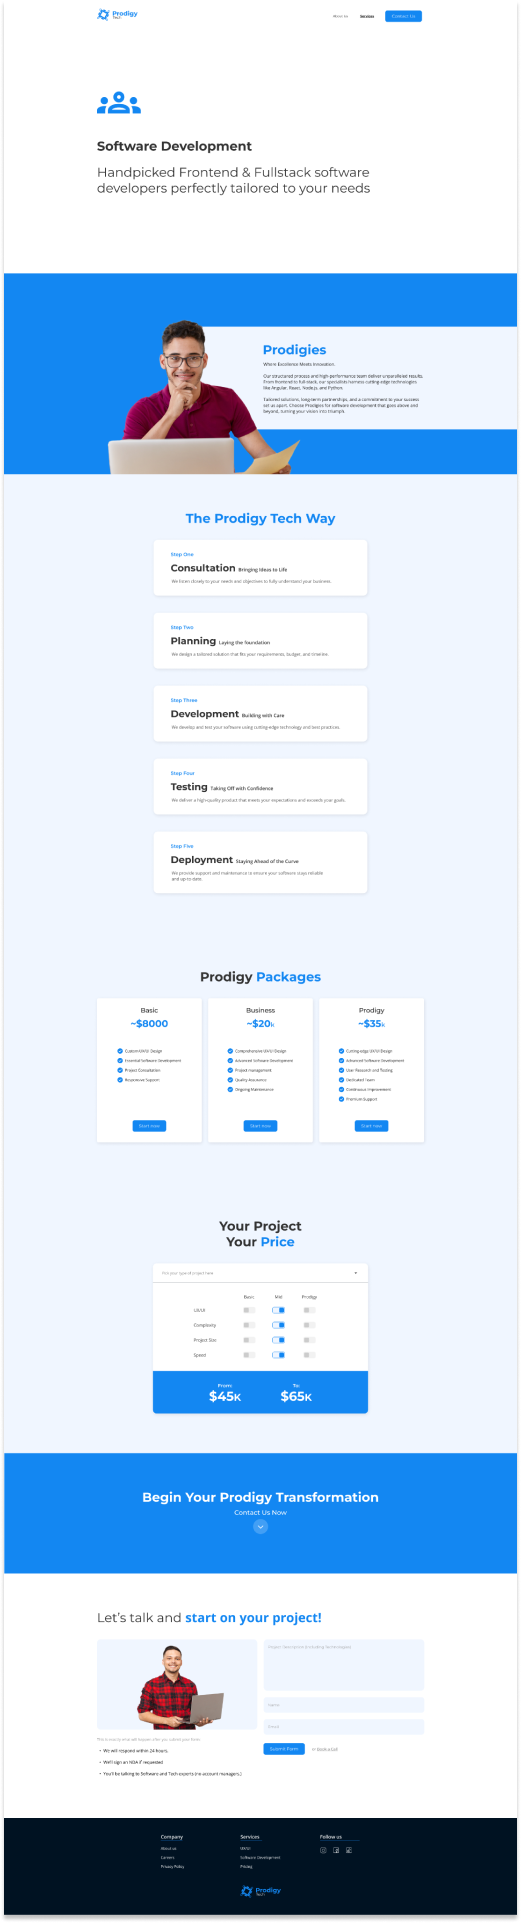 Prodigy
Tech
About Us
Services
Contact Us
Software Development
Handpicked Frontend & Fullstack software
developers perfectly tailored to your needs
Prodigies
Where Excellence Meets Innovation.
Our structured process and high-performance team deliver unparalleled results.
From frontend to full-stack, our specialists harness cutting-edge technologies
like Angular, React, Node.js, and Python.
Tailored solutions, long-term partnerships, and a commitment to your success
set us apart. Choose Prodigies for software development that goes above and
beyond, turning your vision into triumph.
The Prodigy Tech Way
Step One
Consultation Bringing Ideas to Life
We listen closely to your needs and objectives to fully understand your business.
Step Two
Planning Laying the foundation
We design a tailored solution that fits your requirements, budget, and timeline.
Step Three
Development Building with Care
We develop and test your software using cutting-edge technology and best practices.
Step Four
Testing Taking Off with Confidence
We deliver a high-quality product that meets your expectations and exceeds your goals.
Step Five
Deployment Staying Ahead of the Curve
We provide support and maintenance to ensure your software stays reliable
and up-to-date.
Prodigy Packages
Basic
~$8000
Custom UX/UI Design
Essential Software Development
Project Consultation
Responsive Support
Start now
Business
~$20k
Comprehensive UX/UI Design
Advanced Software Development
Project management
Quality Assurance
Ongoing Maintenance
Start now
Prodigy
~$35k
Cutting-edge UX/UI Design
Advanced Software Development
User Research and Testing
Dedicated Team
Continuous Improvement
Premium Support
Start now
Your Project
Your Price
Pick your type of project here
Basic Mid Prodigy
UX/UI
Complexity
Project Size
Speed
From: To:
$45K $65K
Begin Your Prodigy Transformation
Contact Us Now
Let's talk and start on your project!
Project Description (including technologies)
Name
Email
Submit Form or Book a Call
This is exactly what will happen after you submit your form:
- We will respond within 24 hours.
- We'll sign an NDA if requested
- You'll be talking to Software and Tech experts (no account managers.)
Company
About us
Careers
Privacy Policy
Services
UX/UI
Software Development
Pricing
Follow us
Prodigy
Tech